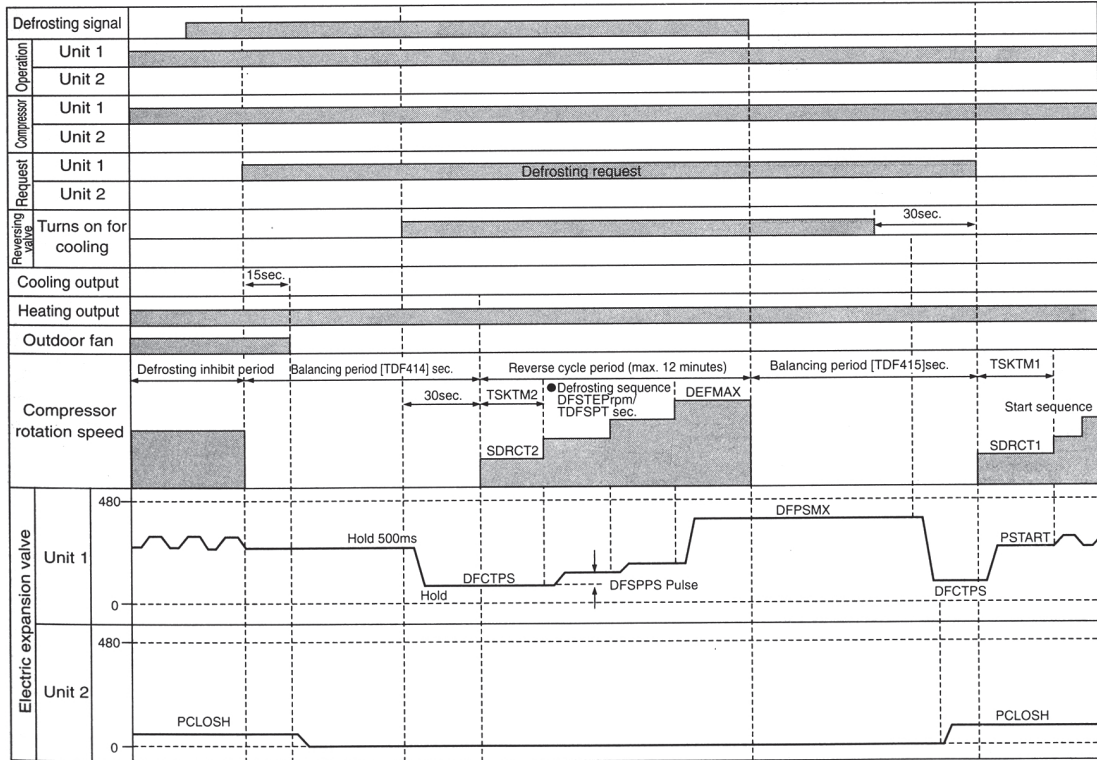 Defrosting signal
Operation
Unit 1
Unit 2
Compressor
Unit 1
Unit 2
Request
Unit 1
Defrosting request
Unit 2
Reversing valve
Turns on for cooling
30sec.
Cooling output
15sec.
Heating output
Outdoor fan
Compressor rotation speed
Defrosting inhibit period
Balancing period [TDF414] sec.
Reverse cycle period (max. 12 minutes)
Balancing period [TDF415]sec.
TSKTM1
30sec.
TSKTM2
●Defrosting sequence
DFSTEPrpm/
TDFSPT sec.
DEFMAX
Start sequence
SDRCT2
SDRCT1
Electric expansion valve
Unit 1
480
Hold 500ms
DFPSMX
PSTART
DFCTPS
Hold
DFSPPS Pulse
DFCTPS
0
Unit 2
480
PCLOSH
PCLOSH
0